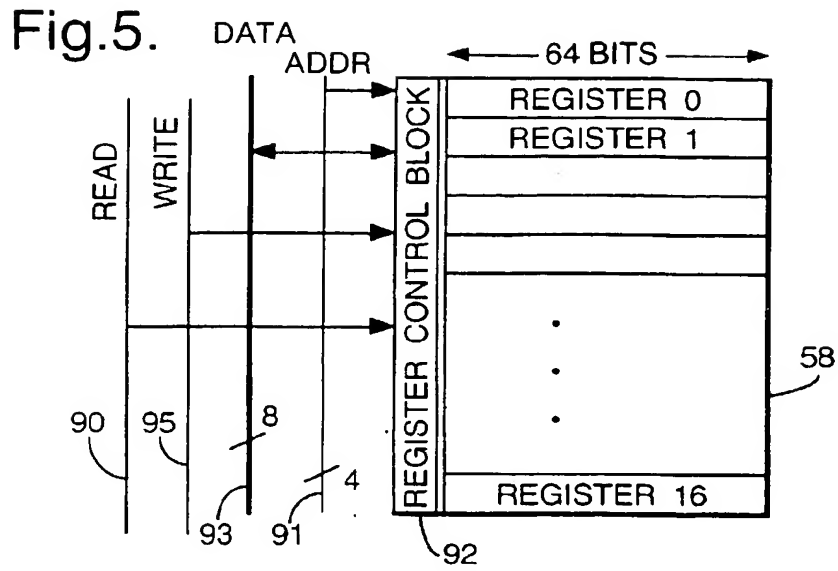 Fig.5.
DATA
ADDR
READ
WRITE
64 BITS
REGISTER CONTROL BLOCK
REGISTER 0
REGISTER 1
REGISTER 16
58
90
95
8
93
4
91
92